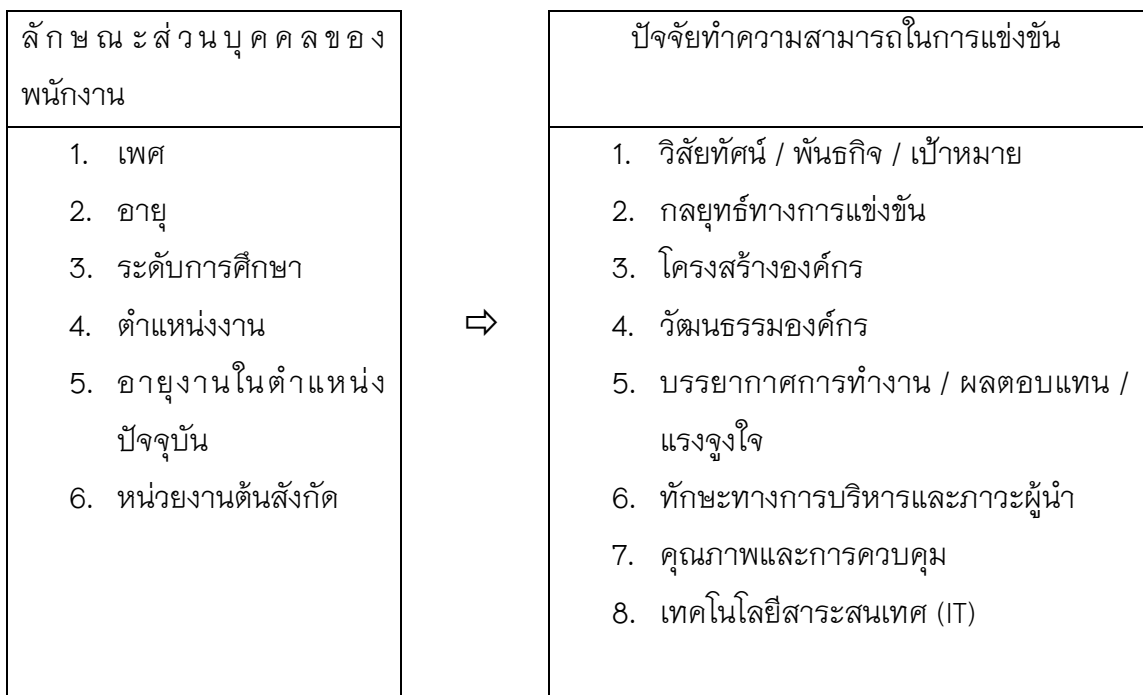 ลักษณะส่วนบุคคลของ
พนักงาน
1. เพศ
2. อายุ
3. ระดับการศึกษา
4. ตำแหน่งงาน
5. อายุงานในตำแหน่ง
ปัจจุบัน
6. หน่วยงานต้นสังกัด
⇨
ปัจจัยทำความสามารถในการแข่งขัน
1. วิสัยทัศน์ / พันธกิจ / เป้าหมาย
2. กลยุทธ์ทางการแข่งขัน
3. โครงสร้างองค์กร
4. วัฒนธรรมองค์กร
5. บรรยากาศการทำงาน / ผลตอบแทน /
แรงจูงใจ
6. ทักษะทางการบริหารและภาวะผู้นำ
7. คุณภาพและการควบคุม
8. เทคโนโลยีสาระสนเทศ (IT)